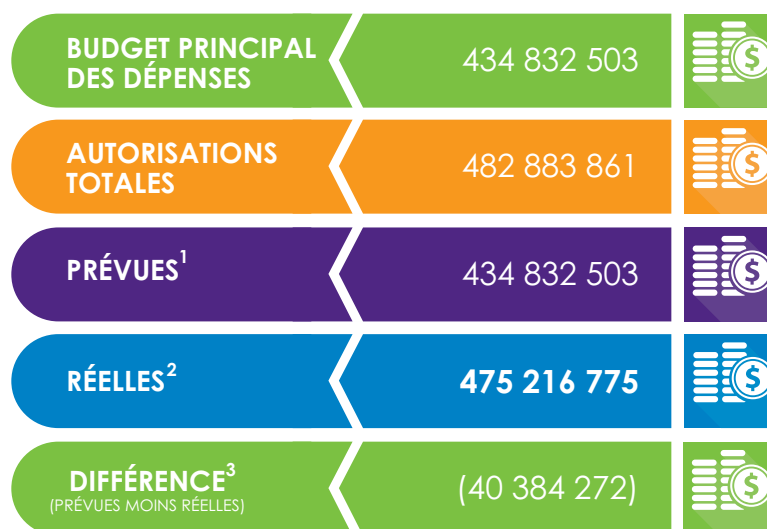 BUDGET PRINCIPAL
DES DÉPENSES
434 832 503
$
AUTORISATIONS
TOTALES
482 883 861
$
PRÉVUES¹
434 832 503
$
RÉELLES²
475 216 775
$
DIFFÉRENCE³
(PRÉVUES MOINS RÉELLES)
(40 384 272)
$